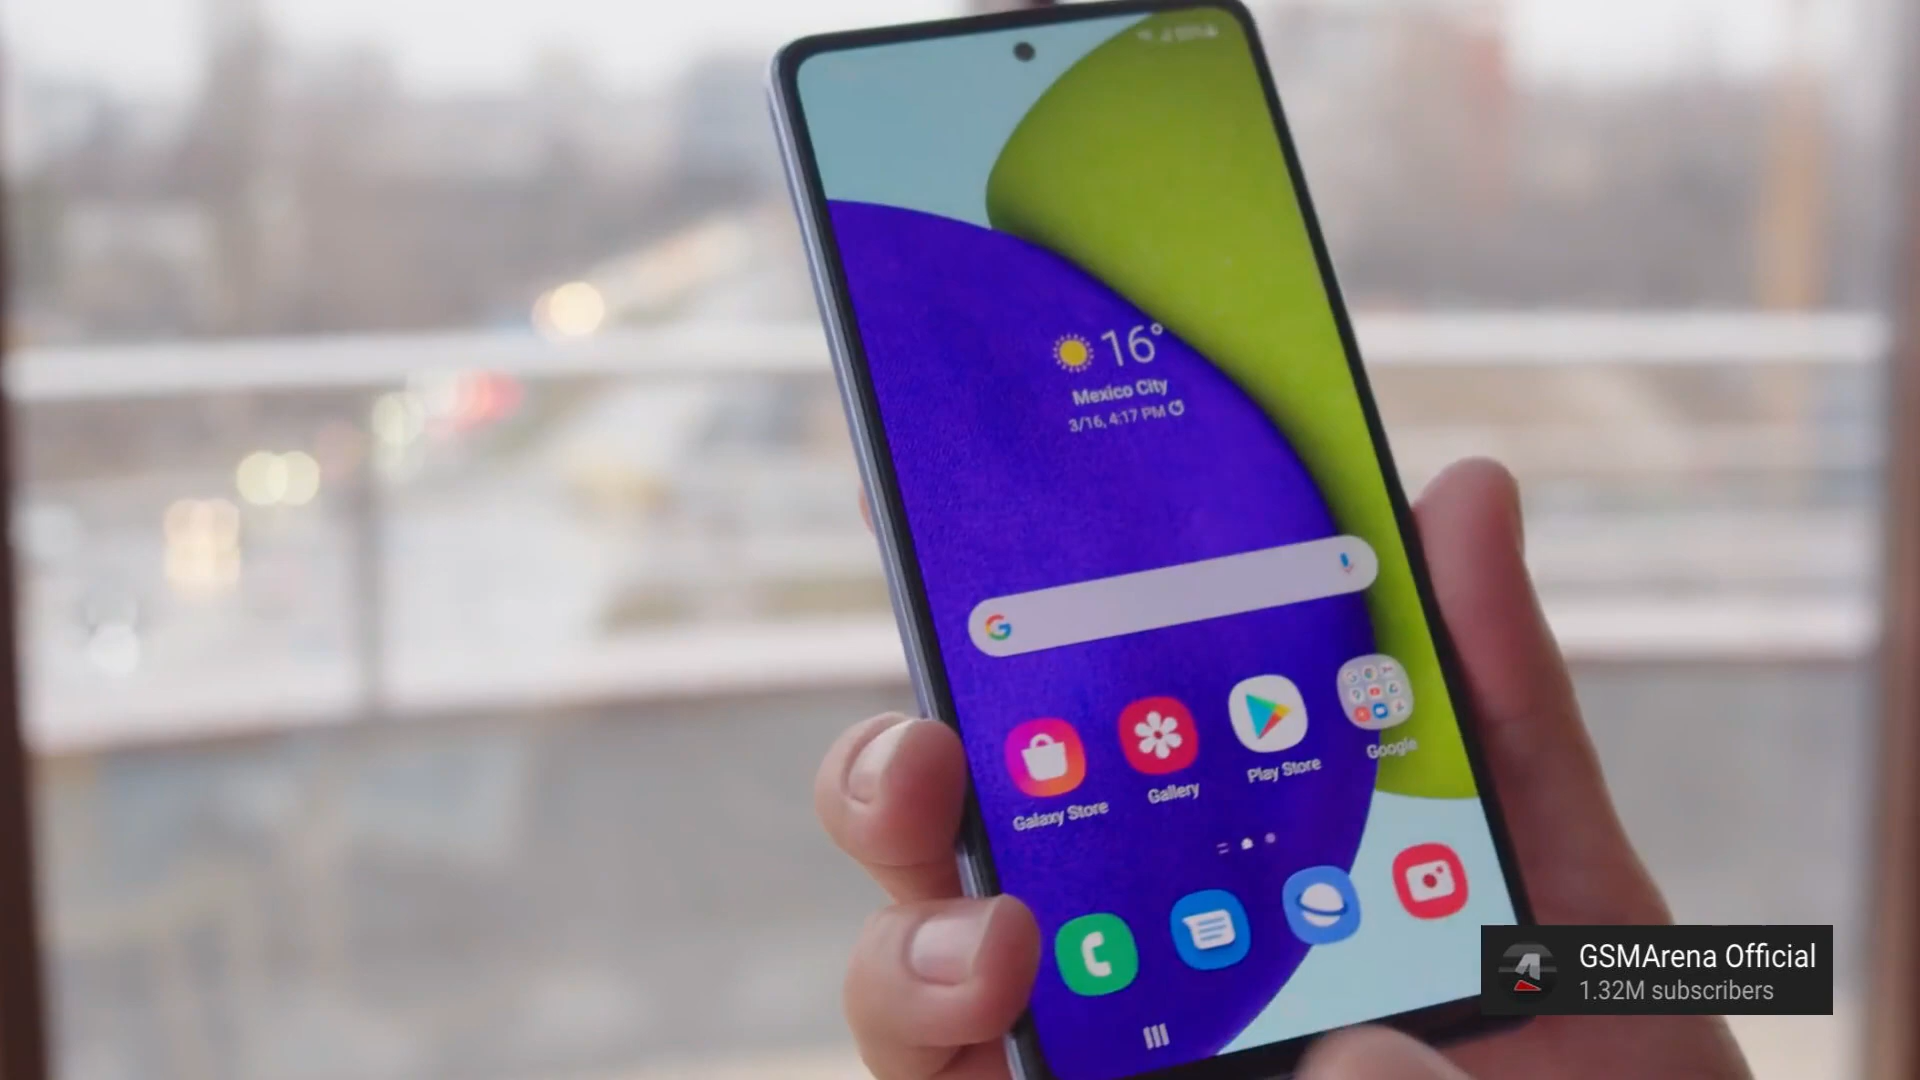 16°
Mexico City
3/16, 4:17 PM
Galaxy Store
Gallery
Play Store
Google
GSMArena Official
1.32M subscribers